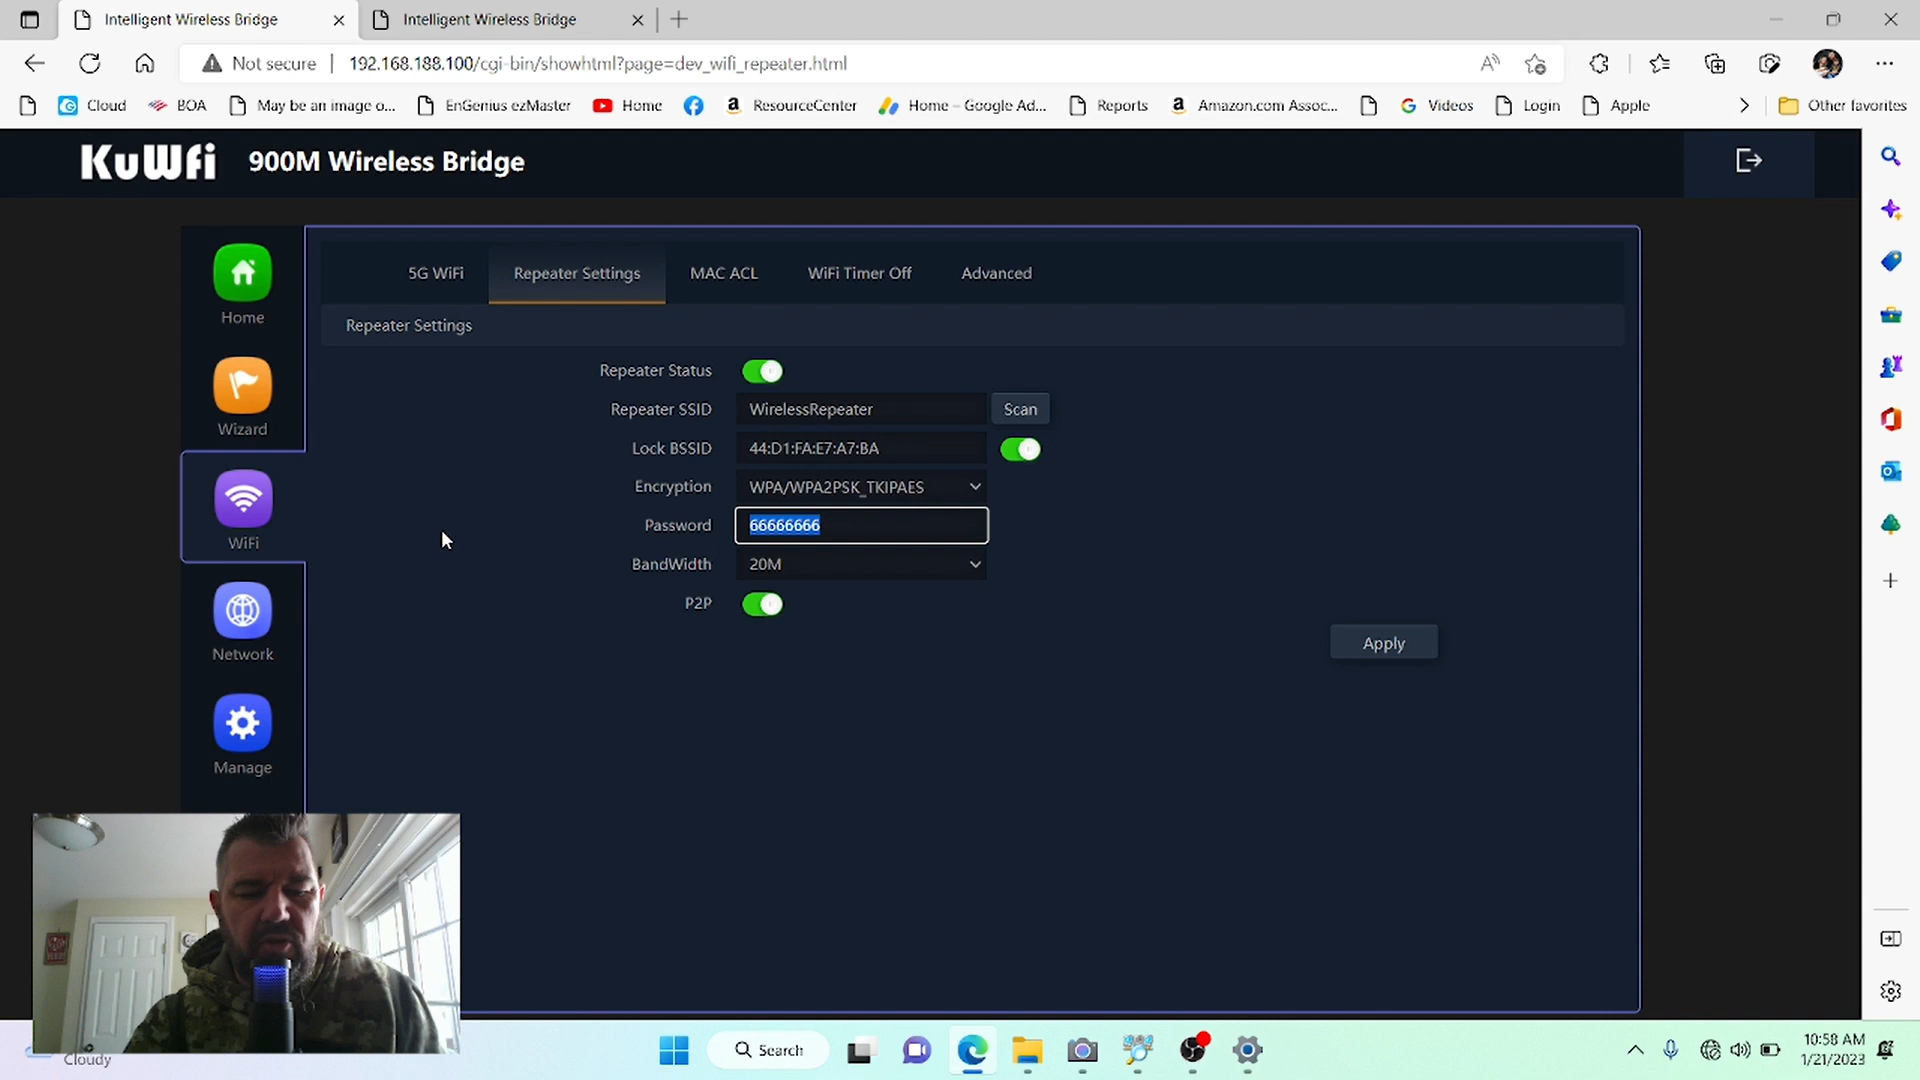 Intelligent Wireless Bridge
Intelligent Wireless Bridge
Not secure
192.168.188.100/cgi-bin/showhtml?page=dev_wifi_repeater.html
Cloud
BOA
May be an image o...
EnGenius ezMaster
Home
ResourceCenter
Home – Google Ad...
Reports
Amazon.com Assoc...
Videos
Login
Apple
Other favorites
KuWfi
900M Wireless Bridge
Home
Wizard
WiFi
Network
Manage
5G WiFi
Repeater Settings
MAC ACL
WiFi Timer Off
Advanced
Repeater Settings
Repeater Status
Repeater SSID
WirelessRepeater
Scan
Lock BSSID
44:D1:FA:E7:A7:BA
Encryption
WPA/WPA2PSK_TKIPAES
Password
66666666
BandWidth
20M
P2P
Apply
Cloudy
Search
10:58 AM
1/21/2023